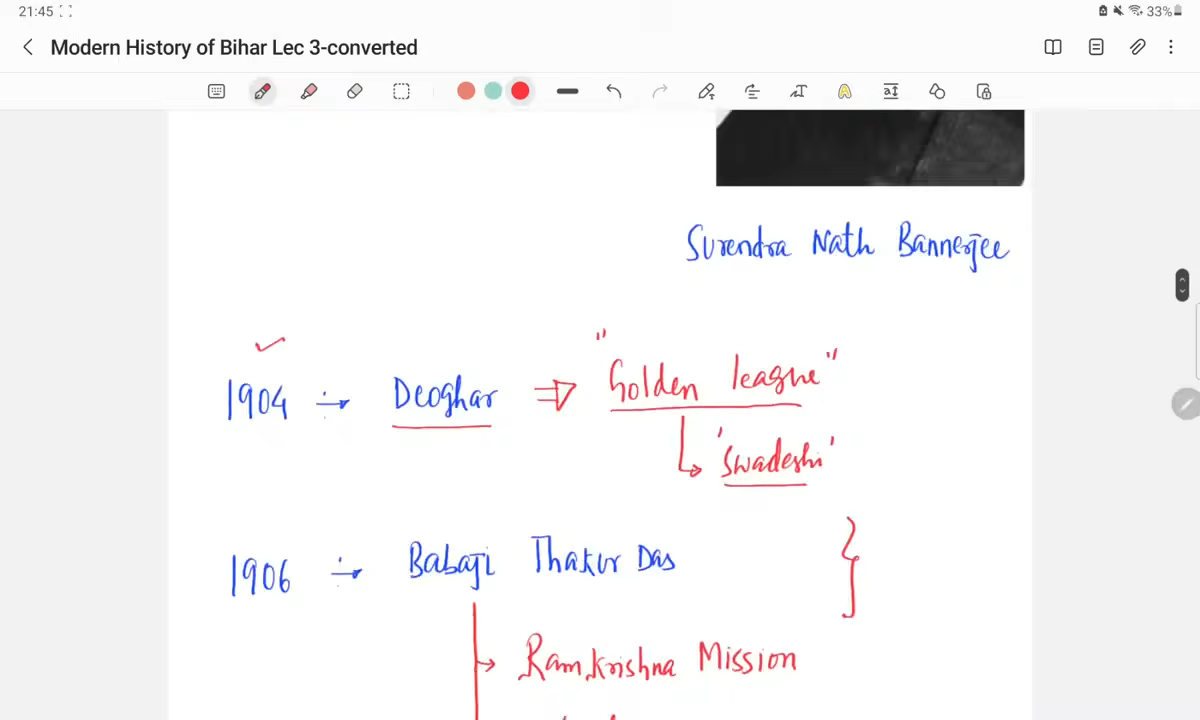 21:45
33%
Modern History of Bihar Lec 3-converted
Surendra Nath Bannerjee
1904 Deoghar "Golden league"
'Swadeshi'
1906 Babaji Thakur Das
Ramkrishna Mission